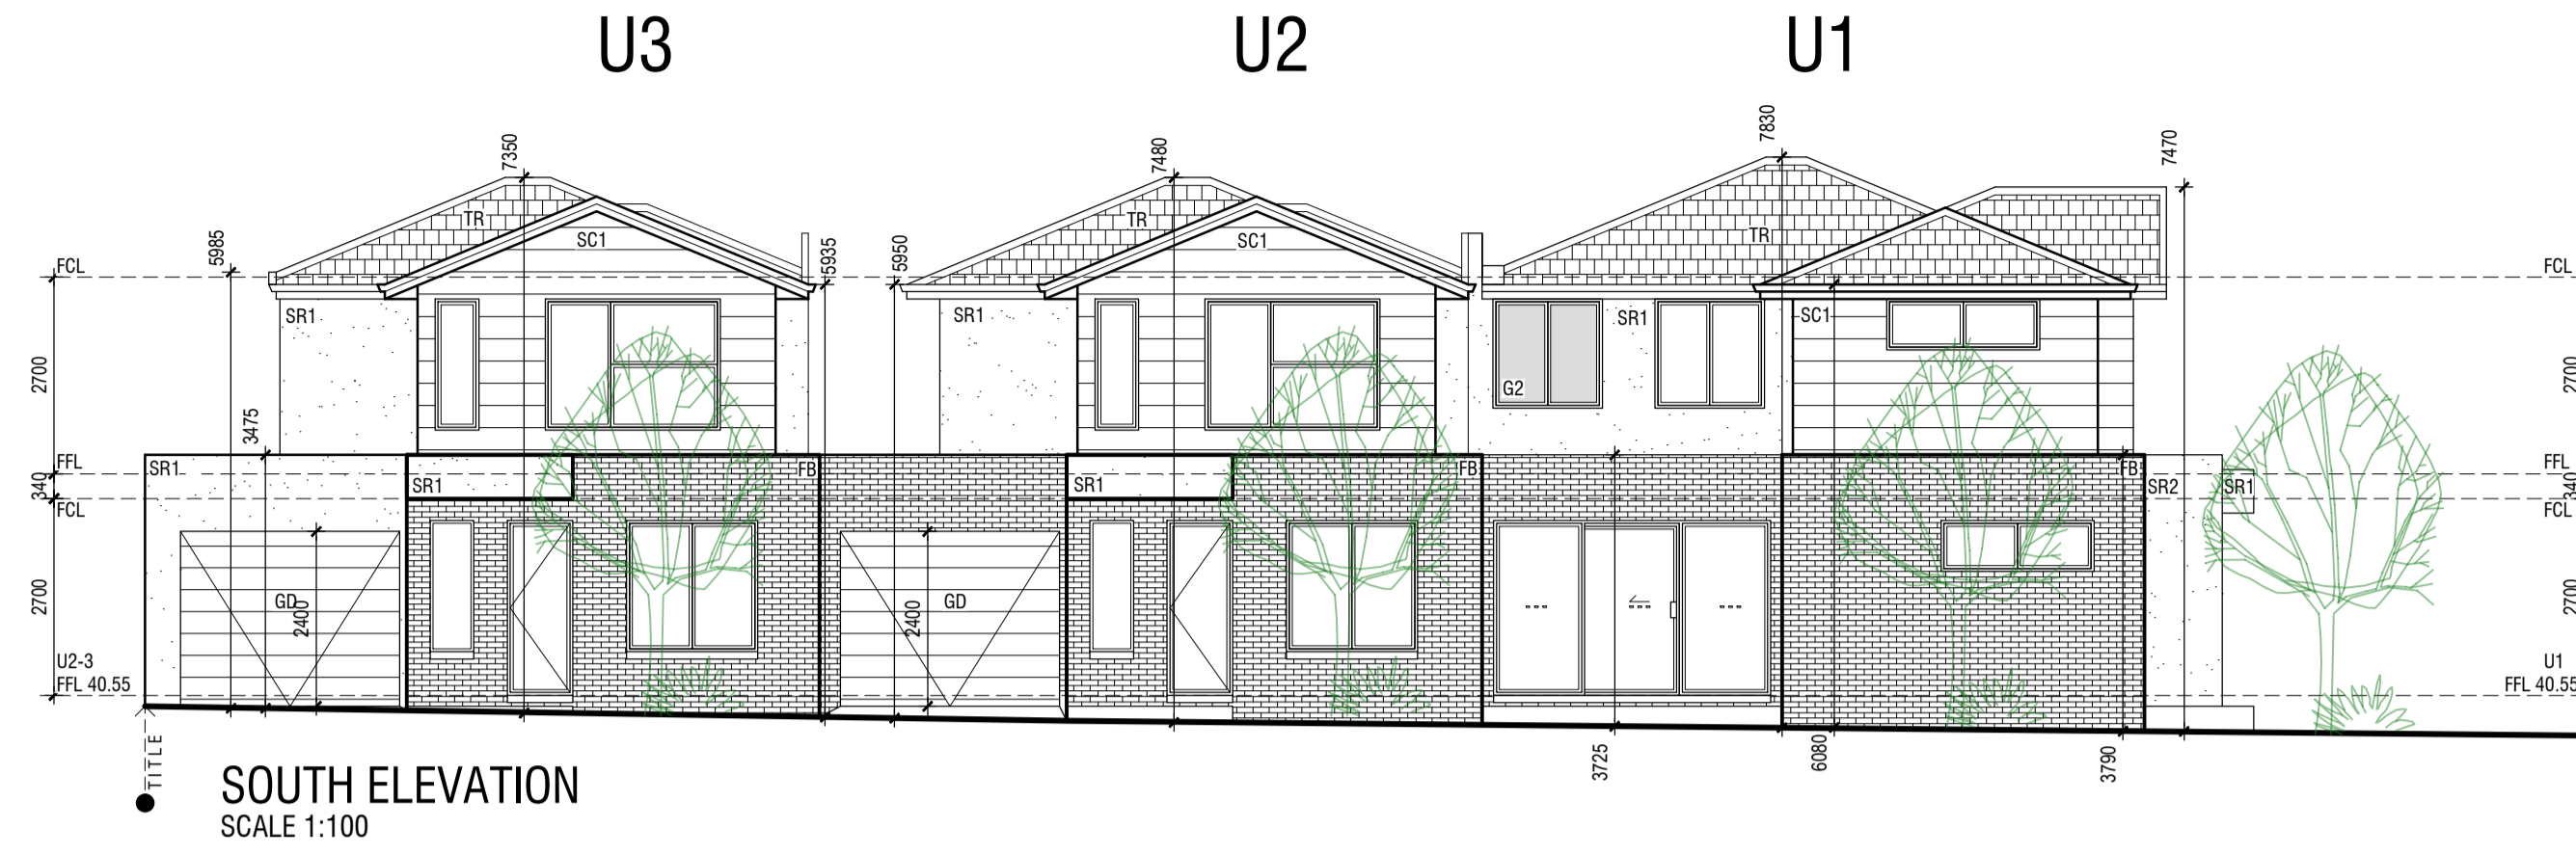 U3
U2
U1
7350
7480
7830
7470
5985
5935
5950
TR
TR
TR
SC1
SC1
FCL
FCL
SR1
SR1
SR1
SC1
G2
2700
2700
3475
FFL
SR1
SR1
FB
SR1
FB
FB
SR2
SR1
FFL
340
340
FCL
FCL
2700
GD
2400
2400
GD
2700
U2-3
FFL 40.55
U1
FFL 40.55
TITLE
3725
6080
3790
SOUTH ELEVATION
SCALE 1:100